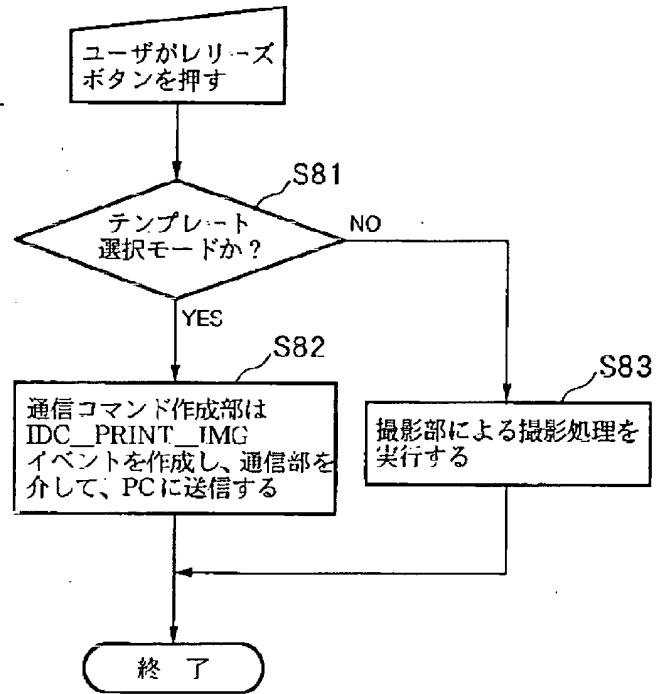 ユーザがレリーズ
ボタンを押す
S81
テンプレート
選択モードか？
NO
YES
S82
通信コマンド作成部は
IDC__PRINT__IMG
イベントを作成し、通信部を
介して、PCに送信する
S83
撮影部による撮影処理を
実行する
終 了